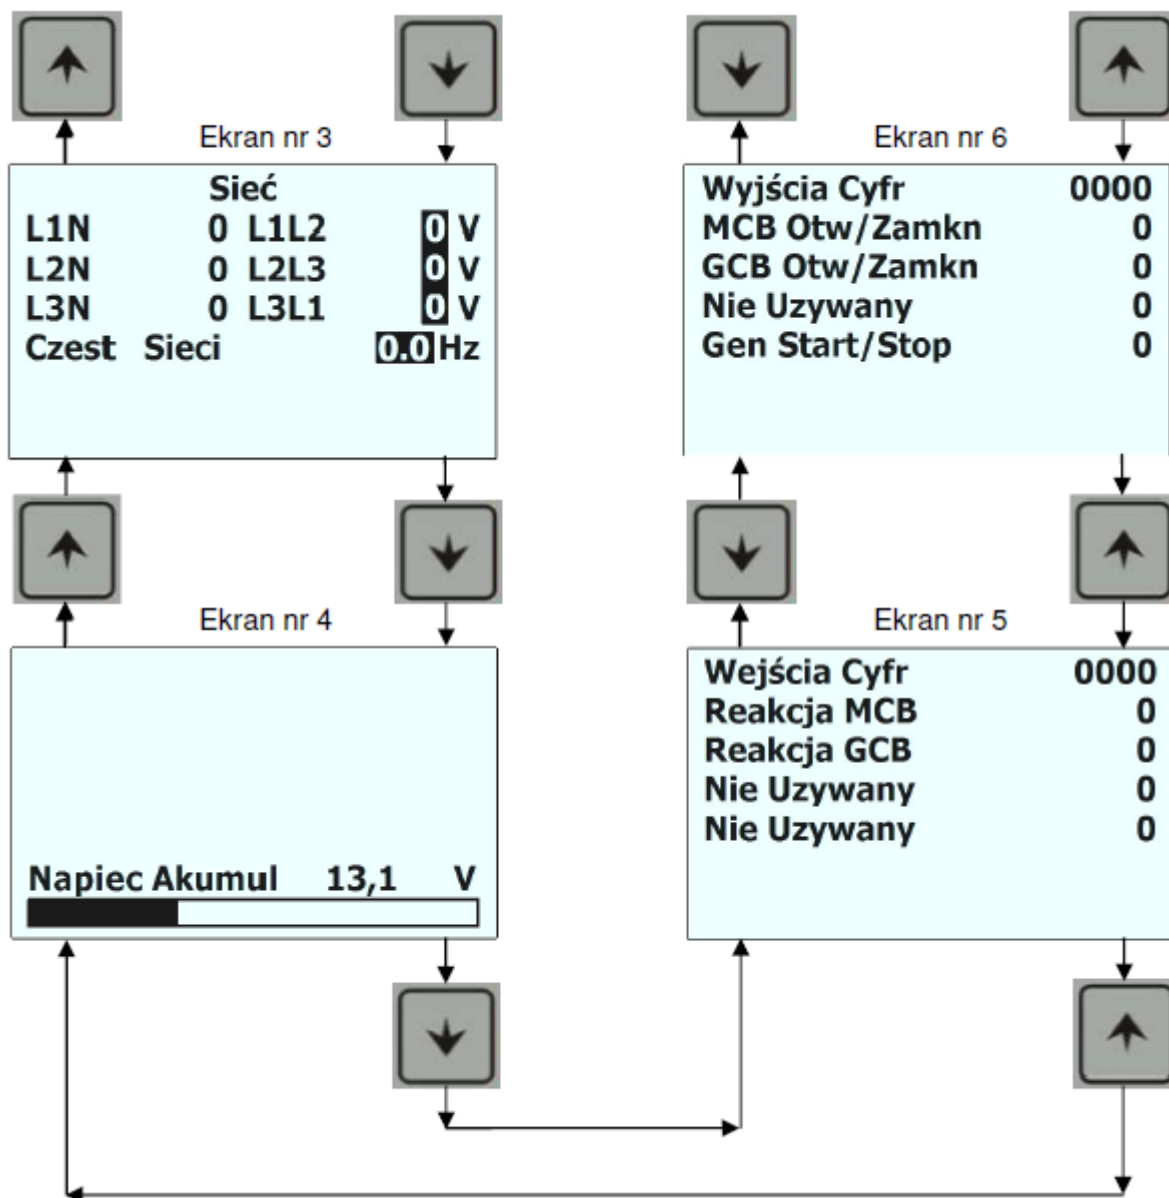 Ekran nr 3
Sieć
L1N 0 L1L2 0 V
L2N 0 L2L3 0 V
L3N 0 L3L1 0 V
Czest Sieci 0.0 Hz
Ekran nr 6
Wyjścia Cyfr 0000
MCB Otw/Zamkn 0
GCB Otw/Zamkn 0
Nie Uzywany 0
Gen Start/Stop 0
Ekran nr 4
Napiec Akumul 13,1 V
Ekran nr 5
Wejścia Cyfr 0000
Reakcja MCB 0
Reakcja GCB 0
Nie Uzywany 0
Nie Uzywany 0